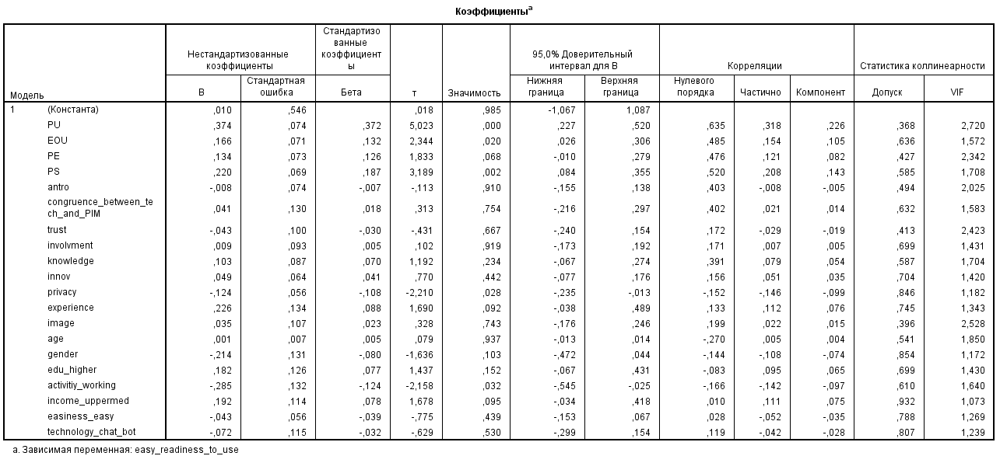 Коэффициентыa
Модель Нестандартизованные коэффициенты Стандартизо ванные коэффициент ы т Значимость 95,0% Доверительный интервал для B Корреляции Статистика коллинеарности
B Стандартная ошибка Бета Нижняя граница Верхняя граница Нулевого порядка Частично Компонент Допуск VIF
1 (Константа) ,010 ,546 ,018 ,985 -1,067 1,087
PU ,374 ,074 ,372 5,023 ,000 ,227 ,520 ,635 ,318 ,226 ,368 2,720
EOU ,166 ,071 ,132 2,344 ,020 ,026 ,306 ,485 ,154 ,105 ,636 1,572
PE ,134 ,073 ,126 1,833 ,068 -,010 ,279 ,476 ,121 ,082 ,427 2,342
PS ,220 ,069 ,187 3,189 ,002 ,084 ,355 ,520 ,208 ,143 ,585 1,708
antro -,008 ,074 -,007 -,113 ,910 -,155 ,138 ,403 -,008 -,005 ,494 2,025
congruence_between_te
ch_and_PIM ,041 ,130 ,018 ,313 ,754 -,216 ,297 ,402 ,021 ,014 ,632 1,583
trust -,043 ,100 -,030 -,431 ,667 -,240 ,154 ,172 -,029 -,019 ,413 2,423
involvment ,009 ,093 ,005 ,102 ,919 -,173 ,192 ,171 ,007 ,005 ,699 1,431
knowledge ,103 ,087 ,070 1,192 ,234 -,067 ,274 ,391 ,079 ,054 ,587 1,704
innov ,049 ,064 ,041 ,770 ,442 -,077 ,176 ,156 ,051 ,035 ,704 1,420
privacy -,124 ,056 -,108 -2,210 ,028 -,235 -,013 -,152 -,146 -,099 ,846 1,182
experience ,226 ,134 ,088 1,690 ,092 -,038 ,489 ,133 ,112 ,076 ,745 1,343
image ,035 ,107 ,023 ,328 ,743 -,176 ,246 ,199 ,022 ,015 ,396 2,528
age ,001 ,007 ,005 ,079 ,937 -,013 ,014 -,270 ,005 ,004 ,541 1,850
gender -,214 ,131 -,080 -1,636 ,103 -,472 ,044 -,144 -,108 -,074 ,854 1,172
edu_higher ,182 ,126 ,077 1,437 ,152 -,067 ,431 -,083 ,095 ,065 ,699 1,430
activitiy_working -,285 ,132 -,124 -2,158 ,032 -,545 -,025 -,166 -,142 -,097 ,610 1,640
income_uppermed ,192 ,114 ,078 1,678 ,095 -,034 ,418 ,010 ,111 ,075 ,932 1,073
easiness_easy -,043 ,056 -,039 -,775 ,439 -,153 ,067 ,028 -,052 -,035 ,788 1,269
technology_chat_bot -,072 ,115 -,032 -,629 ,530 -,299 ,154 ,119 -,042 -,028 ,807 1,239
a. Зависимая переменная: easy_readiness_to_use